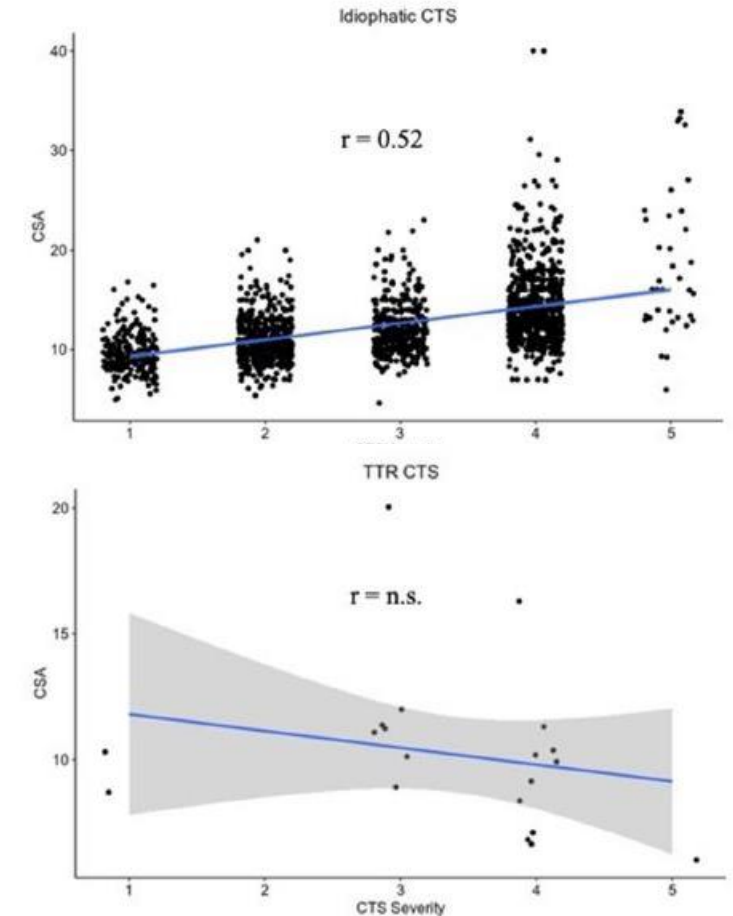 Idiophatic CTS
40
r = 0.52
30
CSA
20
10
1 2 3 4 5
TTR CTS
20
r = n.s.
15
CSA
10
1 2 3 4 5
CTS Severity